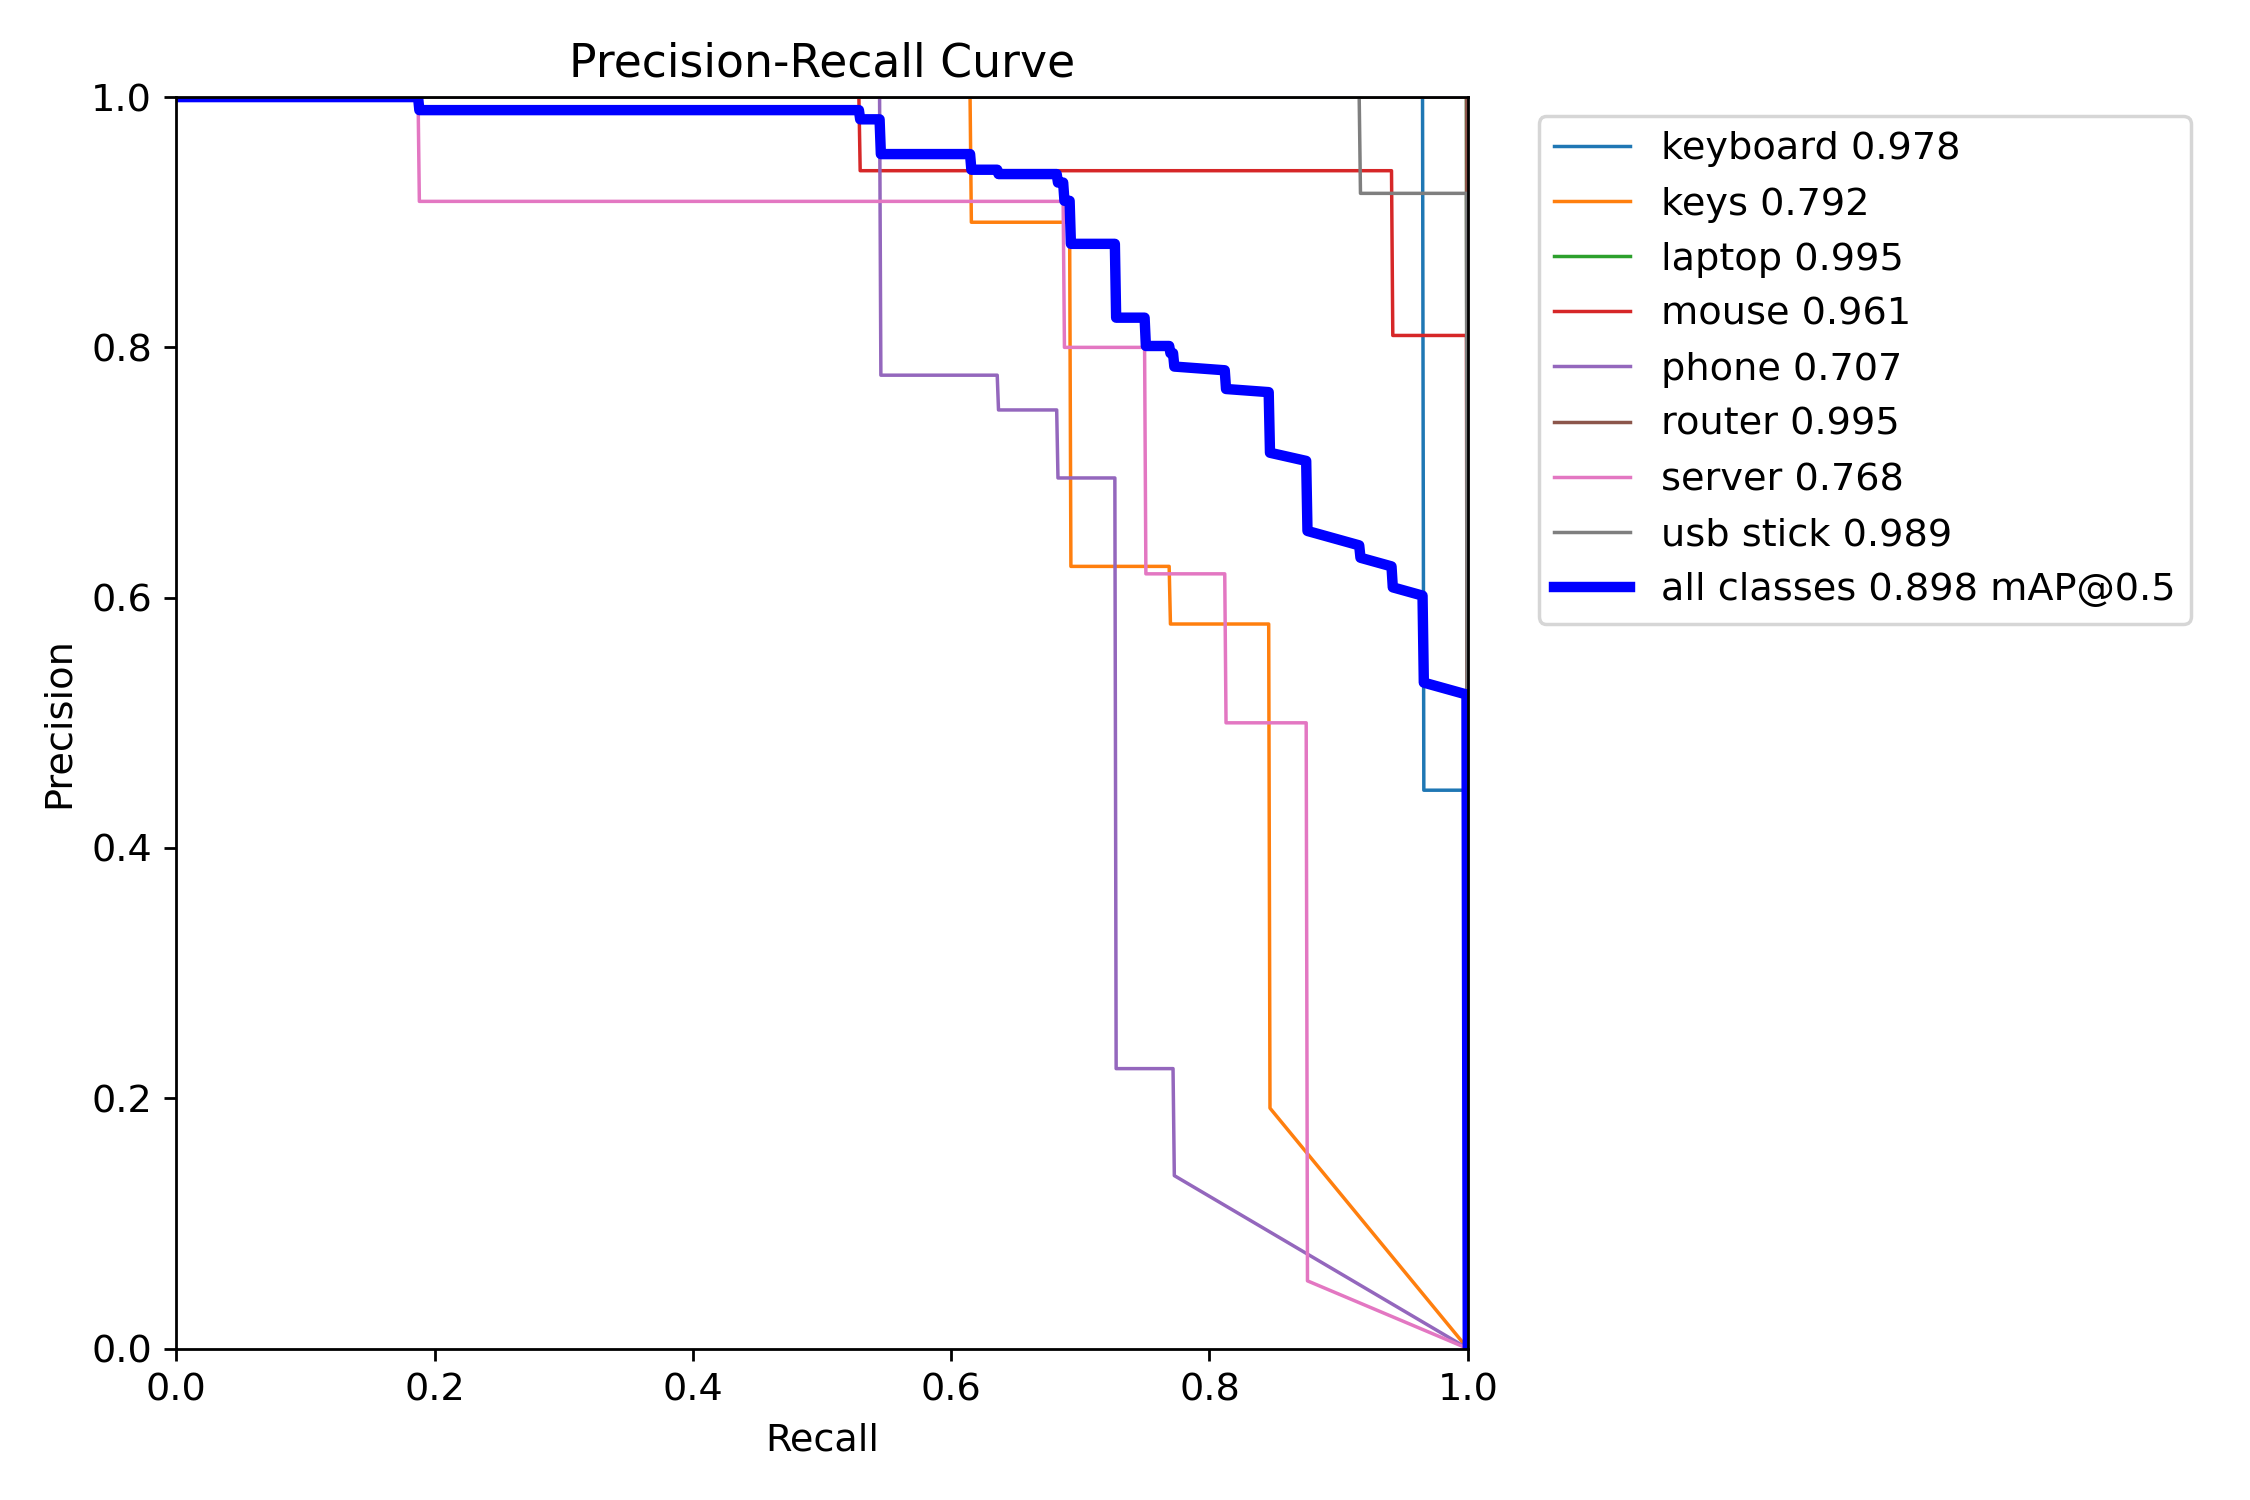 Precision-Recall Curve
1.0
0.8
0.6
0.4
0.2
0.0
Precision
0.0 0.2 0.4 0.6 0.8 1.0
Recall
keyboard 0.978
keys 0.792
laptop 0.995
mouse 0.961
phone 0.707
router 0.995
server 0.768
usb stick 0.989
all classes 0.898 mAP@0.5